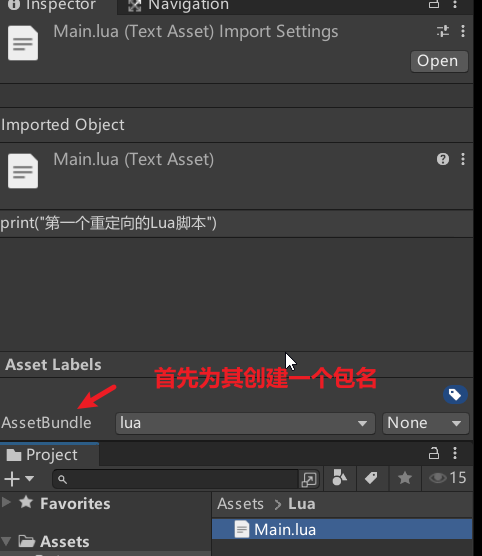 Inspector
Navigation
Main.lua (Text Asset) Import Settings
Open
Imported Object
Main.lua (Text Asset)
print("第一个重定向的Lua脚本")
Asset Labels
首先为其创建一个包名
AssetBundle
lua
None
Project
15
Favorites
Assets > Lua
Main.lua
Assets